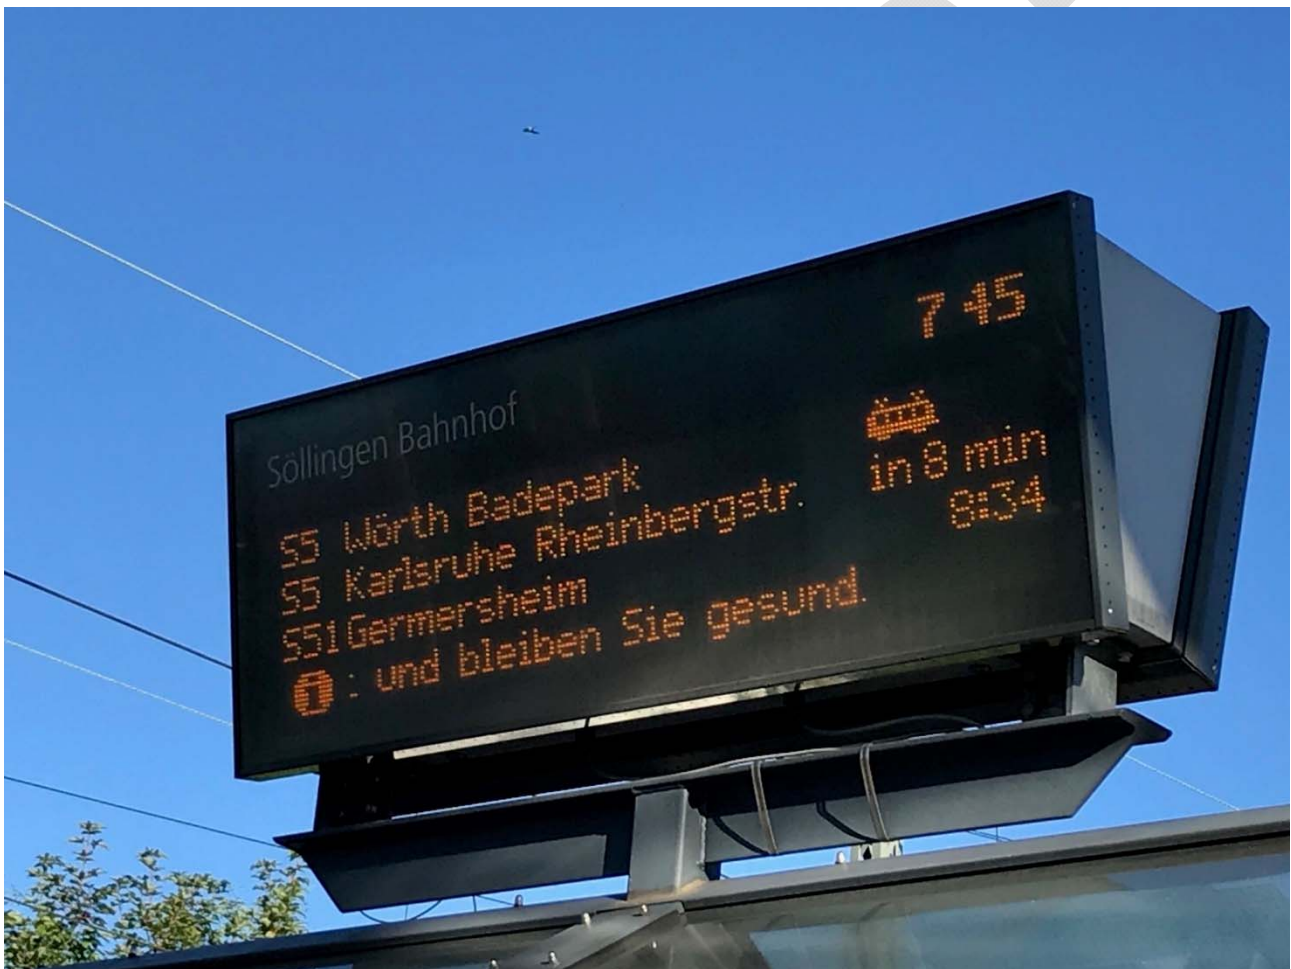 Söllingen Bahnhof 7 45
S5 Wörth Badepark
S5 Karlsruhe Rheinbergstr. in 8 min
S51 Germersheim 8:34
i : und bleiben Sie gesund.